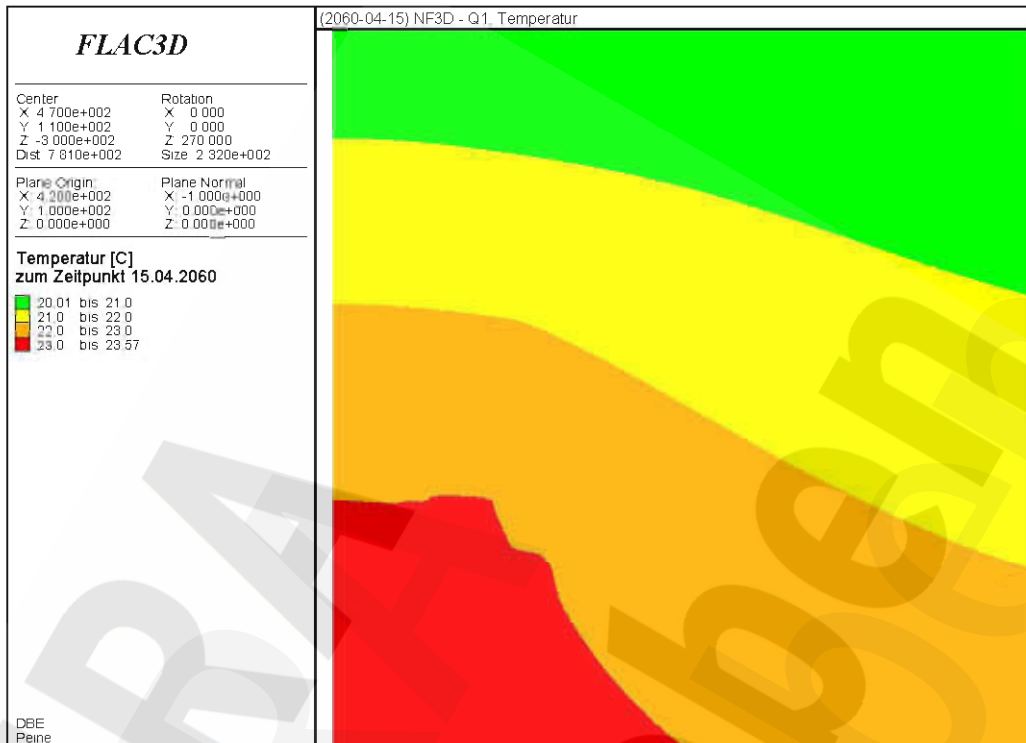 (2060-04-15) NF3D - Q1, Temperatur
FLAC3D
Center Rotation
X 4 700e+002 X 0 000
Y 1 100e+002 Y 0 000
Z -3 000e+002 Z 270 000
Dist 7 810e+002 Size 2 320e+002
Plane Origin: Plane Normal
X: 4.200e+002 X: -1 000e+000
Y: 1.000e+002 Y: 0.000e+000
Z: 0.000e+000 Z: 0.000e+000
Temperatur [C]
zum Zeitpunkt 15.04.2060
20.01 bis 21.0
21.0 bis 22.0
22.0 bis 23.0
23.0 bis 23.57
DBE
Peine